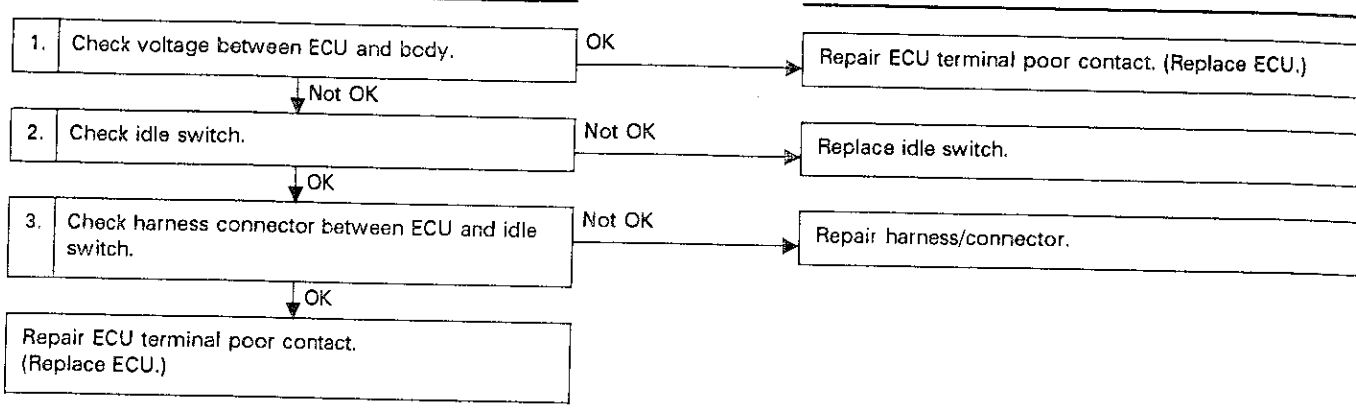 1. Check voltage between ECU and body.
OK
Repair ECU terminal poor contact. (Replace ECU.)
Not OK
2. Check idle switch.
Not OK
Replace idle switch.
OK
3. Check harness connector between ECU and idle
switch.
Not OK
Repair harness/connector.
OK
Repair ECU terminal poor contact.
(Replace ECU.)